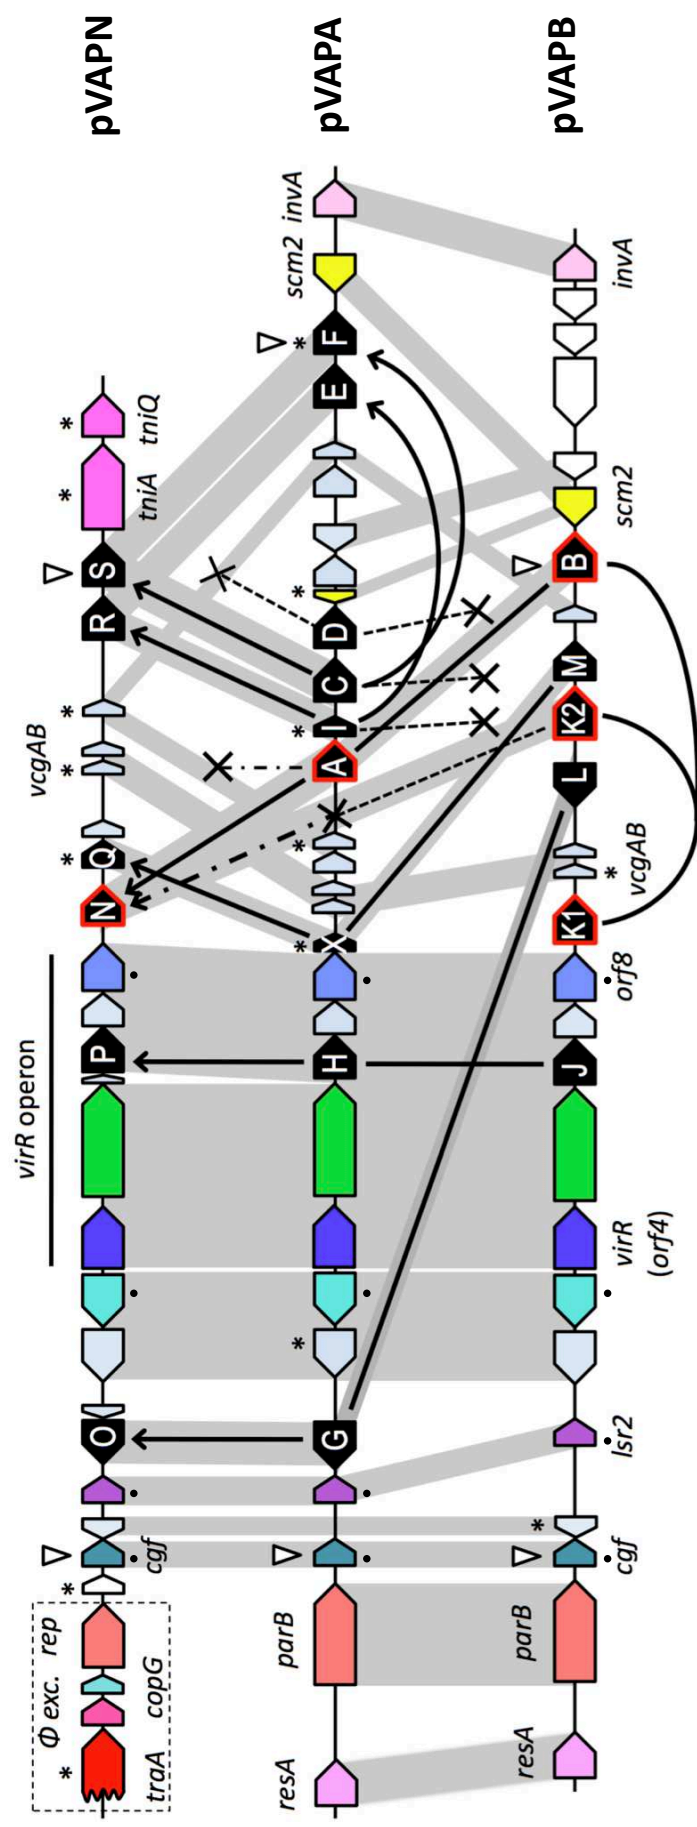 pVAPN
pVAPA
pVAPB
virR operon
vcgAB
Φ exc.
rep
* * * * * *
traA
copG
cgf
O
P
N
Q
R
S
tniA
tniQ
resA
parB
G
H
X
A
I
C
D
E
F
scm2
invA
* * * * *
resA
parB
cgf
lsr2
virR
(orf4)
J
orf8
K1
vcgAB
L
K2
M
B
scm2
invA
* *